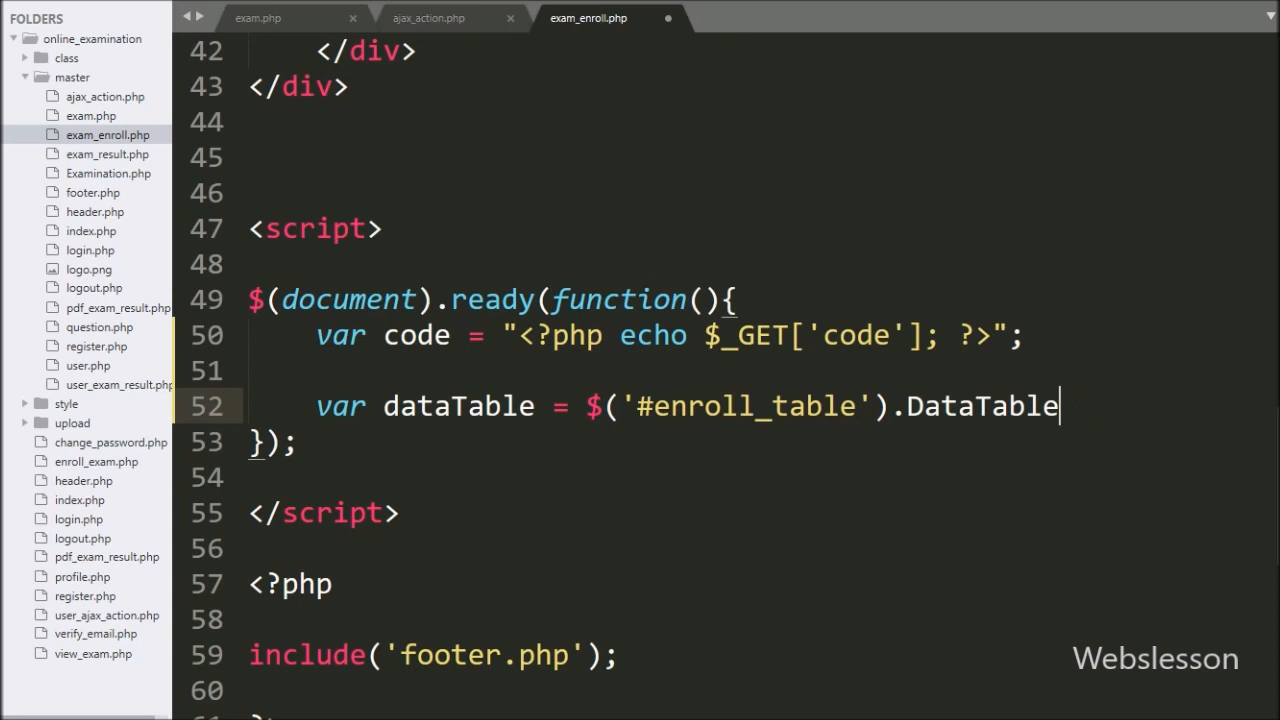 FOLDERS
online_examination
class
master
ajax_action.php
exam.php
exam_enroll.php
exam_result.php
Examination.php
footer.php
header.php
index.php
login.php
logo.png
logout.php
pdf_exam_result.php
question.php
register.php
user.php
user_exam_result.php
style
upload
change_password.php
enroll_exam.php
header.php
index.php
login.php
logout.php
pdf_exam_result.php
profile.php
register.php
user_ajax_action.php
verify_email.php
view_exam.php
exam.php ajax_action.php exam_enroll.php
42 </div>
43 </div>
44
45
46
47 <script>
48
49 $(document).ready(function(){
50 var code = "<?php echo $_GET['code']; ?>";
51
52 var dataTable = $('#enroll_table').DataTable
53 });
54
55 </script>
56
57 <?php
58
59 include('footer.php');
60
Webslesson